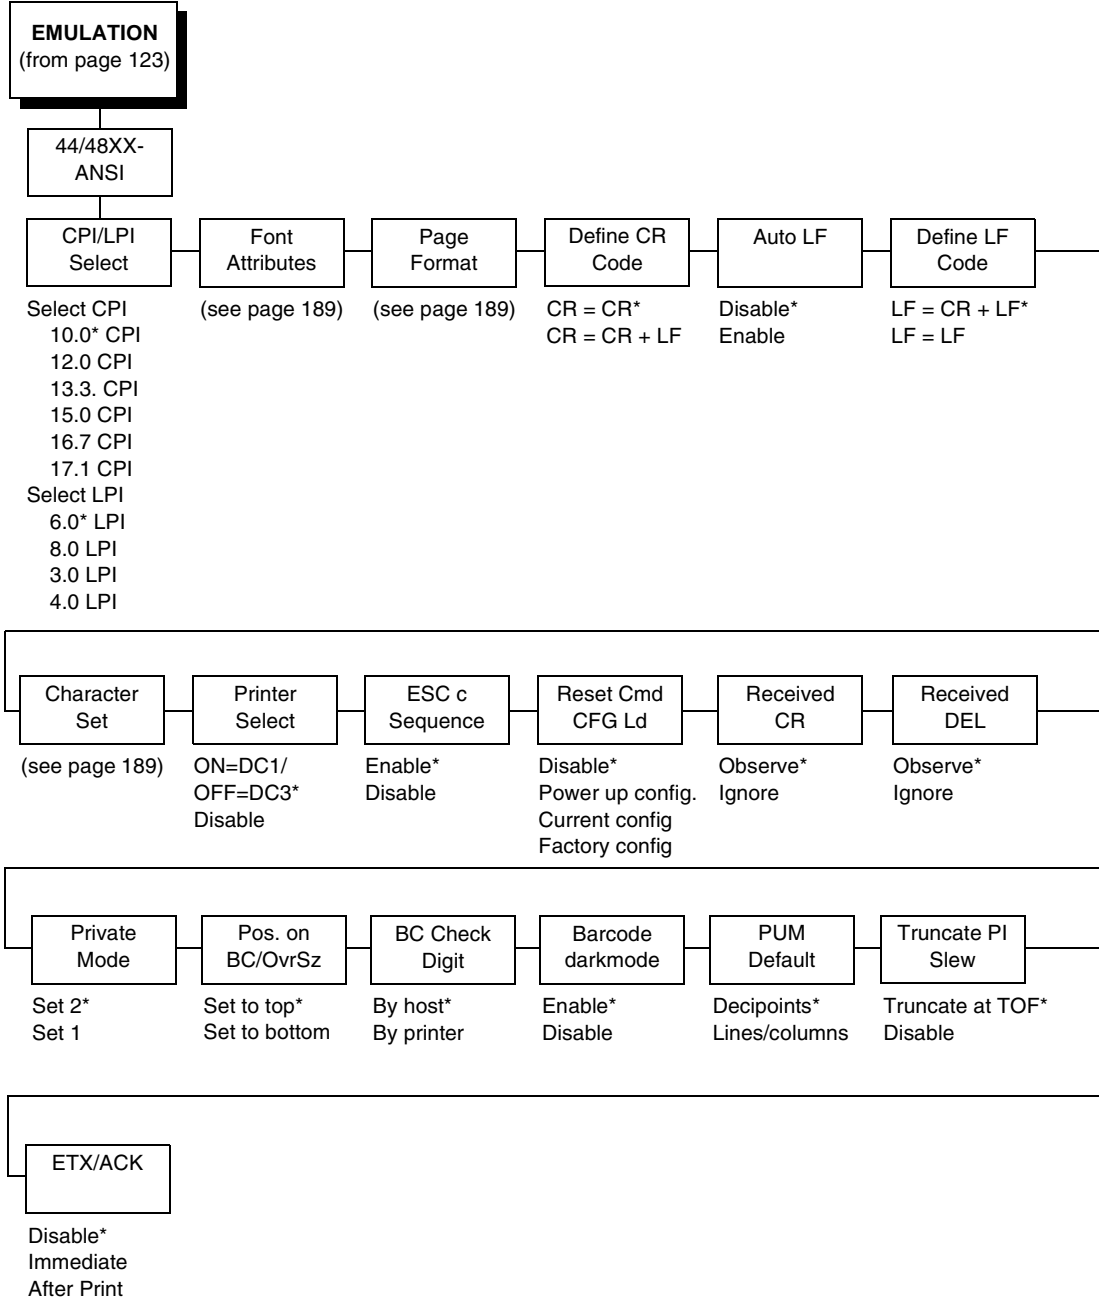 EMULATION
(from page 123)
44/48XX-
ANSI
CPI/LPI
Select
Select CPI
10.0* CPI
12.0 CPI
13.3. CPI
15.0 CPI
16.7 CPI
17.1 CPI
Select LPI
6.0* LPI
8.0 LPI
3.0 LPI
4.0 LPI
Font
Attributes
(see page 189)
Page
Format
(see page 189)
Define CR
Code
CR = CR*
CR = CR + LF
Auto LF
Disable*
Enable
Define LF
Code
LF = CR + LF*
LF = LF
Character
Set
(see page 189)
Printer
Select
ON=DC1/
OFF=DC3*
Disable
ESC c
Sequence
Enable*
Disable
Reset Cmd
CFG Ld
Disable*
Power up config.
Current config
Factory config
Received
CR
Observe*
Ignore
Received
DEL
Observe*
Ignore
Private
Mode
Set 2*
Set 1
Pos. on
BC/OvrSz
Set to top*
Set to bottom
BC Check
Digit
By host*
By printer
Barcode
darkmode
Enable*
Disable
PUM
Default
Decipoints*
Lines/columns
Truncate PI
Slew
Truncate at TOF*
Disable
ETX/ACK
Disable*
Immediate
After Print